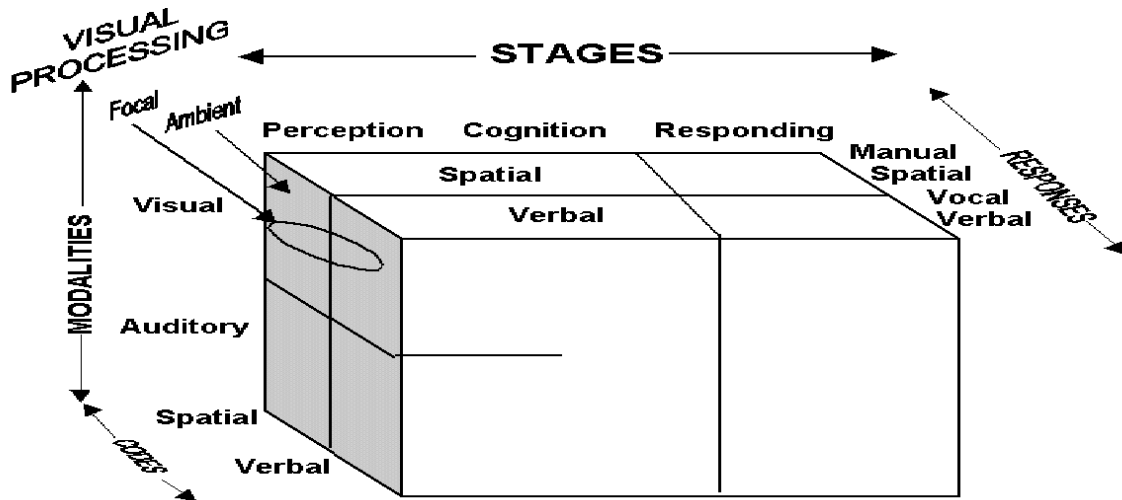 VISUAL
PROCESSING
STAGES
Focal
Ambient
Perception Cognition Responding
Manual
Spatial
Spatial
Vocal
Visual
Verbal
Verbal
RESPONSES
MODALITIES
Auditory
Spatial
Verbal
CODES